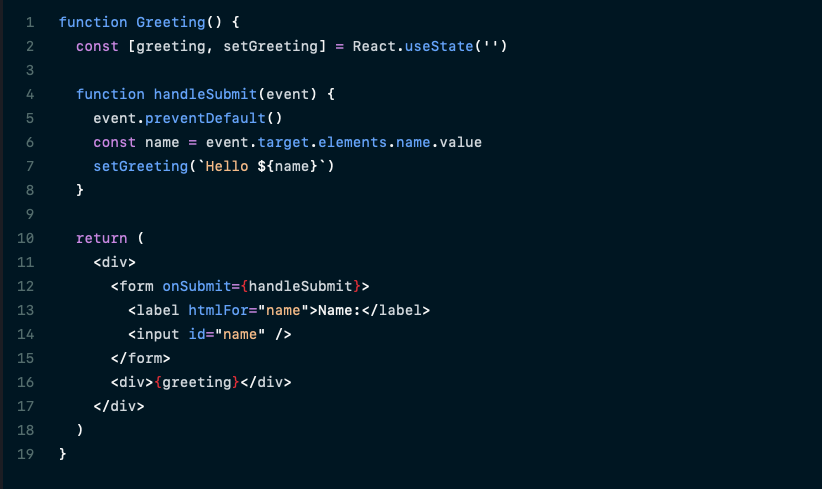 1 function Greeting() {
2   const [greeting, setGreeting] = React.useState('')
3
4   function handleSubmit(event) {
5     event.preventDefault()
6     const name = event.target.elements.name.value
7     setGreeting(`Hello ${name}`)
8   }
9
10   return (
11     <div>
12       <form onSubmit={handleSubmit}>
13         <label htmlFor="name">Name:</label>
14         <input id="name" />
15       </form>
16       <div>{greeting}</div>
17     </div>
18   )
19 }